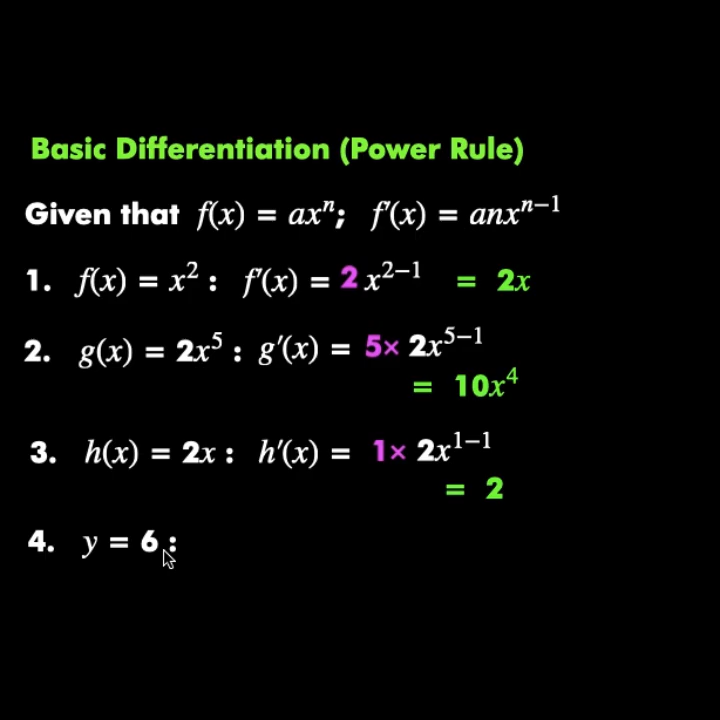 Basic Differentiation (Power Rule)
Given that f(x) = axⁿ; f′(x) = anxⁿ⁻¹
1. f(x) = x² : f′(x) = 2 x²⁻¹ = 2x
2. g(x) = 2x⁵ : g′(x) = 5× 2x⁵⁻¹
= 10x⁴
3. h(x) = 2x : h′(x) = 1× 2x¹⁻¹
= 2
4. y = 6 :